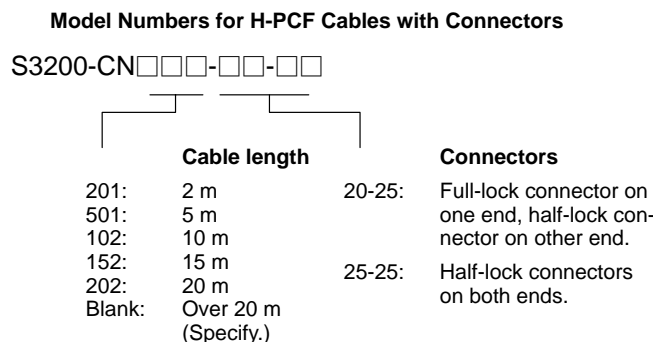 Model Numbers for H-PCF Cables with Connectors
S3200-CN□□□-□□-□□
Cable length
201: 2 m
501: 5 m
102: 10 m
152: 15 m
202: 20 m
Blank: Over 20 m
(Specify.)
Connectors
20-25: Full-lock connector on
one end, half-lock con-
nector on other end.
25-25: Half-lock connectors
on both ends.